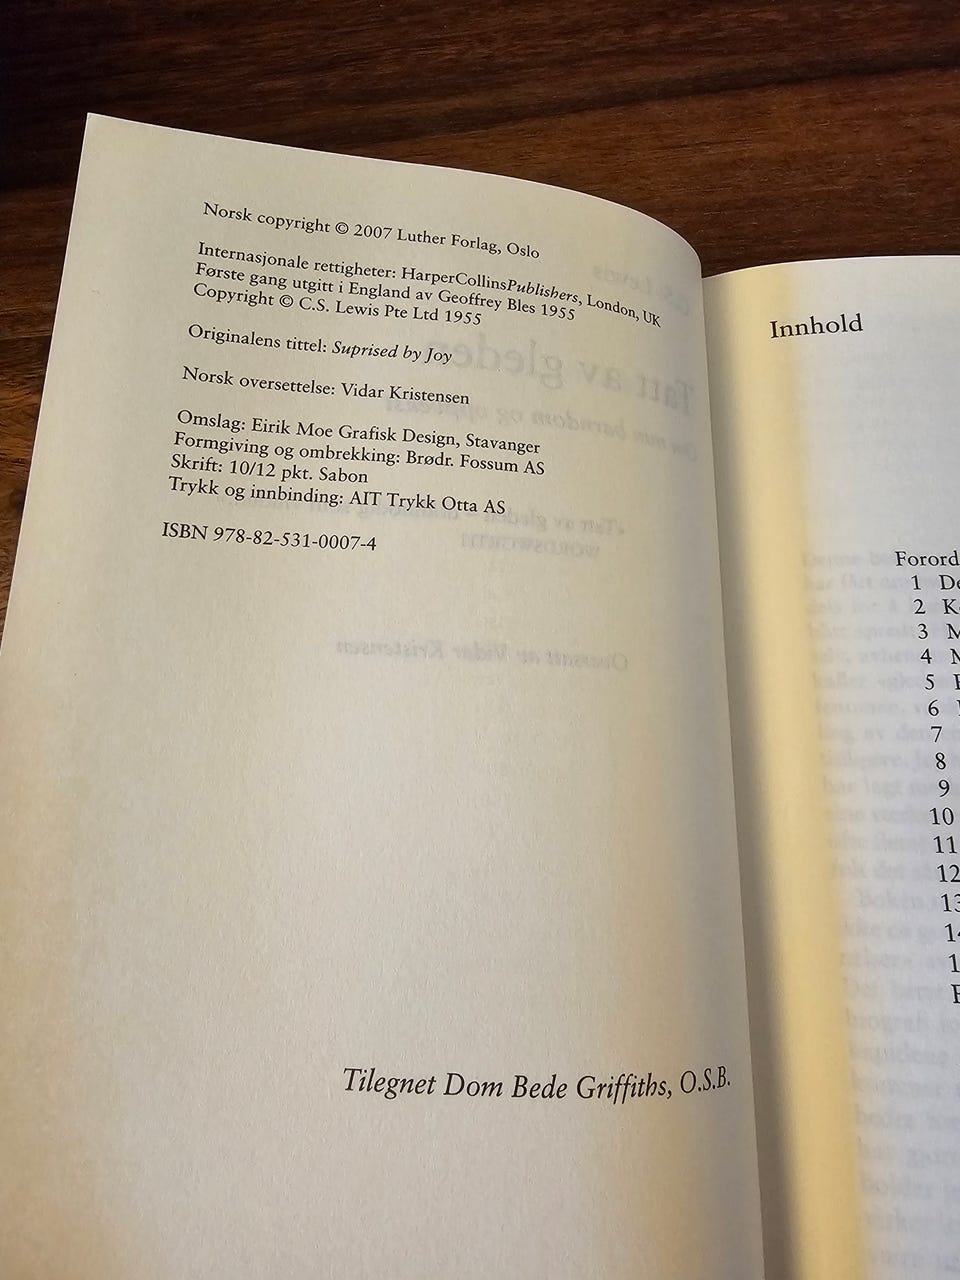 Norsk copyright © 2007 Luther Forlag, Oslo
Internasjonale rettigheter: HarperCollinsPublishers, London, UK
Første gang utgitt i England av Geoffrey Bles 1955
Copyright © C.S. Lewis Pte Ltd 1955
Originalens tittel: Suprised by Joy
Norsk oversettelse: Vidar Kristensen
Omslag: Eirik Moe Grafisk Design, Stavanger
Formgiving og ombrekking: Brødr. Fossum AS
Skrift: 10/12 pkt. Sabon
Trykk og innbinding: AIT Trykk Otta AS
ISBN 978-82-531-0007-4
Tilegnet Dom Bede Griffiths, O.S.B.
Innhold
Forord
1
2
3
4
5
6
7
8
9
10
11
12
13